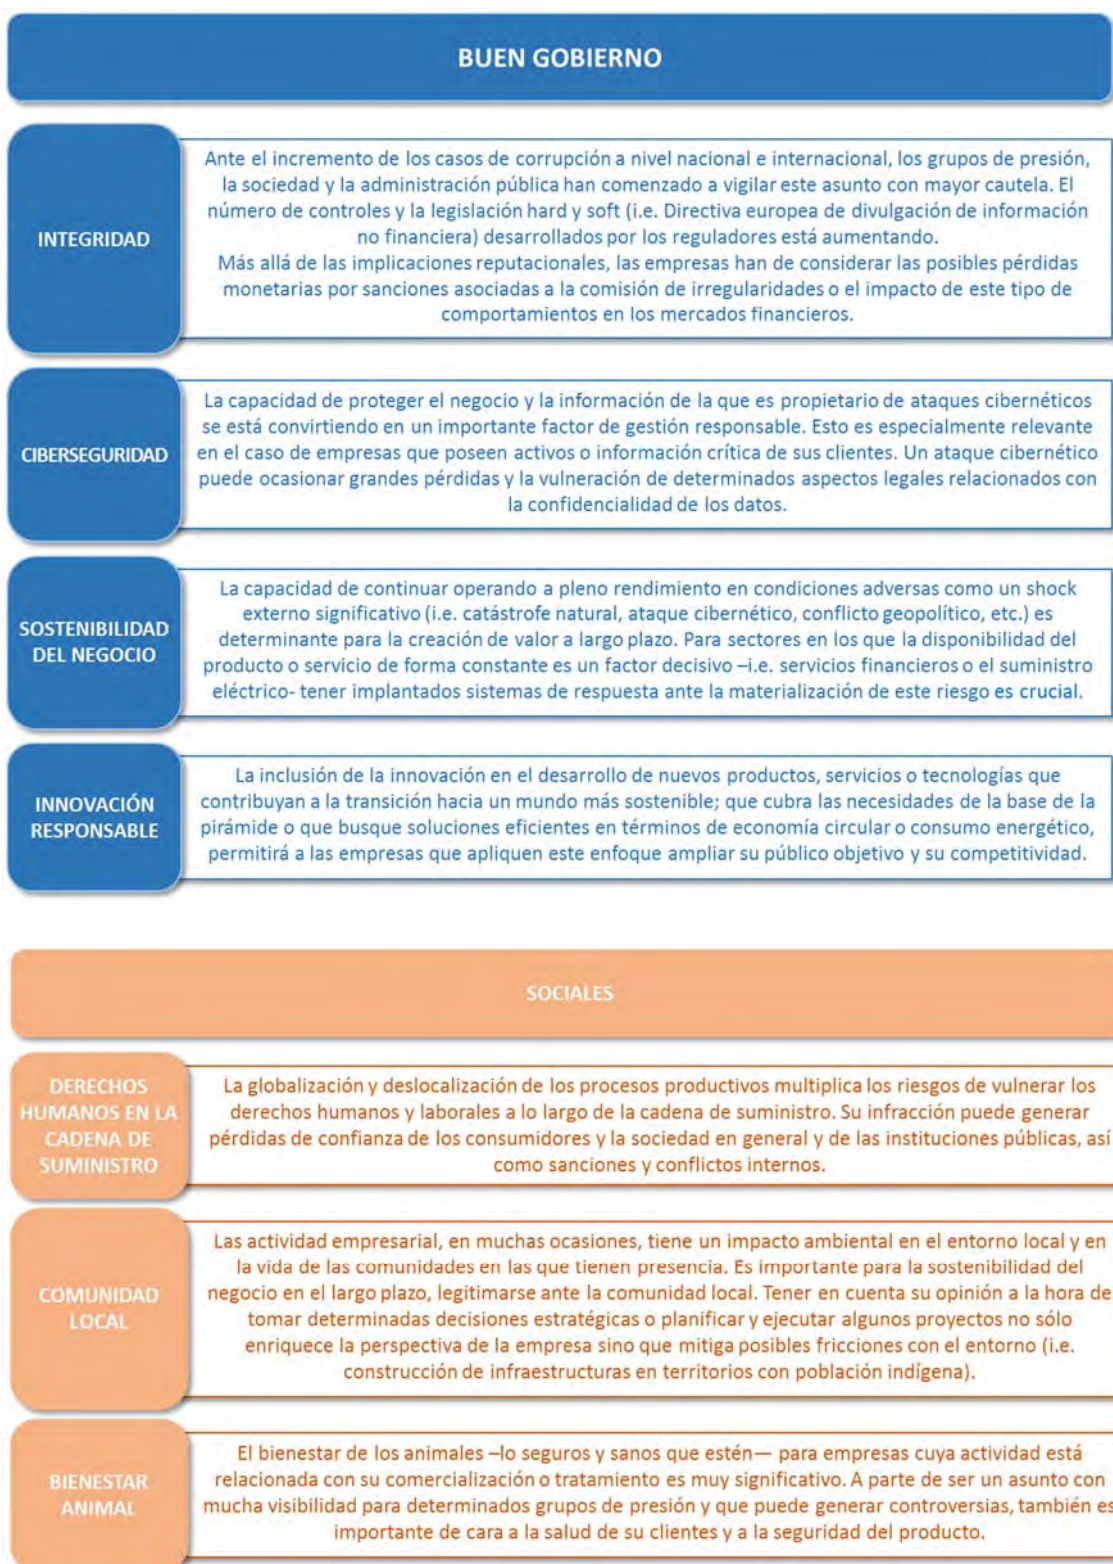 BUEN GOBIERNO
INTEGRIDAD
Ante el incremento de los casos de corrupción a nivel nacional e internacional, los grupos de presión,
la sociedad y la administración pública han comenzado a vigilar este asunto con mayor cautela. El
número de controles y la legislación hard y soft (i.e. Directiva europea de divulgación de información
no financiera) desarrollados por los reguladores está aumentando.
Más allá de las implicaciones reputacionales, las empresas han de considerar las posibles pérdidas
monetarias por sanciones asociadas a la comisión de irregularidades o el impacto de este tipo de
comportamientos en los mercados financieros.
CIBERSEGURIDAD
La capacidad de proteger el negocio y la información de la que es propietario de ataques cibernéticos
se está convirtiendo en un importante factor de gestión responsable. Esto es especialmente relevante
en el caso de empresas que poseen activos o información crítica de sus clientes. Un ataque cibernético
puede ocasionar grandes pérdidas y la vulneración de determinados aspectos legales relacionados con
la confidencialidad de los datos.
SOSTENIBILIDAD
DEL NEGOCIO
La capacidad de continuar operando a pleno rendimiento en condiciones adversas como un shock
externo significativo (i.e. catástrofe natural, ataque cibernético, conflicto geopolítico, etc.) es
determinante para la creación de valor a largo plazo. Para sectores en los que la disponibilidad del
producto o servicio de forma constante es un factor decisivo –i.e. servicios financieros o el suministro
eléctrico- tener implantados sistemas de respuesta ante la materialización de este riesgo es crucial.
INNOVACIÓN
RESPONSABLE
La inclusión de la innovación en el desarrollo de nuevos productos, servicios o tecnologías que
contribuyan a la transición hacia un mundo más sostenible; que cubra las necesidades de la base de la
pirámide o que busque soluciones eficientes en términos de economía circular o consumo energético,
permitirá a las empresas que apliquen este enfoque ampliar su público objetivo y su competitividad.
SOCIALES
DERECHOS
HUMANOS EN LA
CADENA DE
SUMINISTRO
La globalización y deslocalización de los procesos productivos multiplica los riesgos de vulnerar los
derechos humanos y laborales a lo largo de la cadena de suministro. Su infracción puede generar
pérdidas de confianza de los consumidores y la sociedad en general y de las instituciones públicas, así
como sanciones y conflictos internos.
COMUNIDAD
LOCAL
Las actividad empresarial, en muchas ocasiones, tiene un impacto ambiental en el entorno local y en
la vida de las comunidades en las que tienen presencia. Es importante para la sostenibilidad del
negocio en el largo plazo, legitimarse ante la comunidad local. Tener en cuenta su opinión a la hora de
tomar determinadas decisiones estratégicas o planificar y ejecutar algunos proyectos no sólo
enriquece la perspectiva de la empresa sino que mitiga posibles fricciones con el entorno (i.e.
construcción de infraestructuras en territorios con población indígena).
BIENESTAR
ANIMAL
El bienestar de los animales –lo seguros y sanos que estén— para empresas cuya actividad está
relacionada con su comercialización o tratamiento es muy significativo. A parte de ser un asunto con
mucha visibilidad para determinados grupos de presión y que puede generar controversias, también es
importante de cara a la salud de su clientes y a la seguridad del producto.